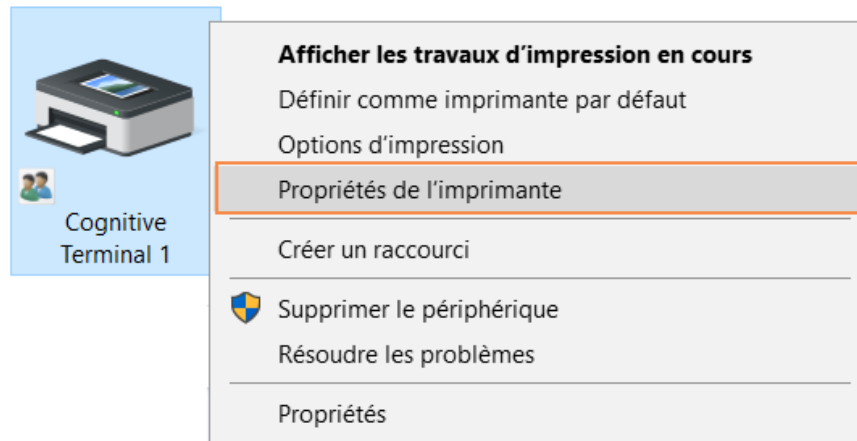 Afficher les travaux d'impression en cours
Définir comme imprimante par défaut
Options d'impression
Propriétés de l'imprimante
Cognitive
Terminal 1
Créer un raccourci
Supprimer le périphérique
Résoudre les problèmes
Propriétés